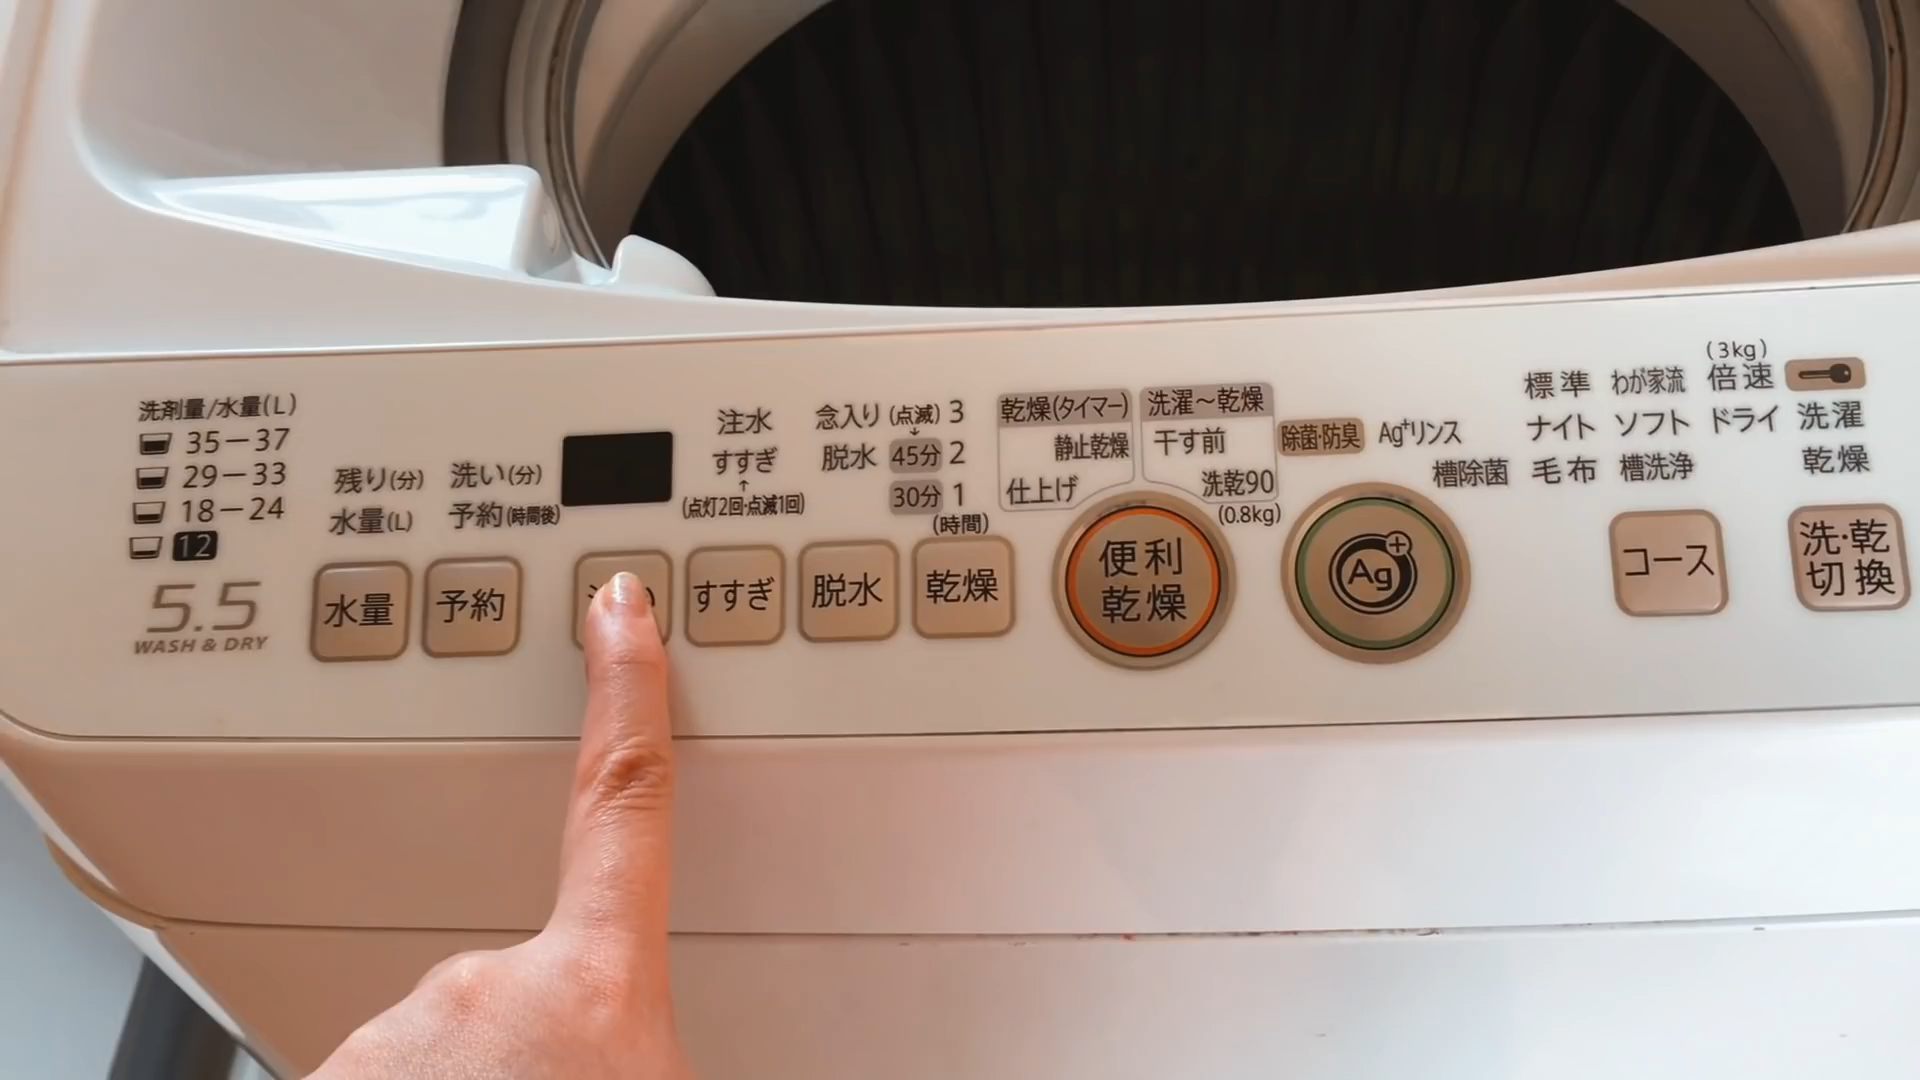 洗剤量/水量(L)
35-37
29-33
18-24
12
5.5
WASH & DRY
残り(分) 洗い(分)
水量(L) 予約(時間後)
注水
すすぎ
↑
(点灯2回・点滅1回)
念入り(点滅) 3
↓
脱水 45分 2
30分 1
(時間)
乾燥(タイマー)
静止乾燥
仕上げ
洗濯~乾燥
干す前
洗乾90
(0.8kg)
除菌・防臭 Ag⁺リンス
(3kg)
標準 わが家流 倍速
ナイト ソフト ドライ 洗濯
槽除菌 毛布 槽洗浄 乾燥
水量
予約
すすぎ
脱水
乾燥
便利
乾燥
Ag+
コース
洗・乾
切換